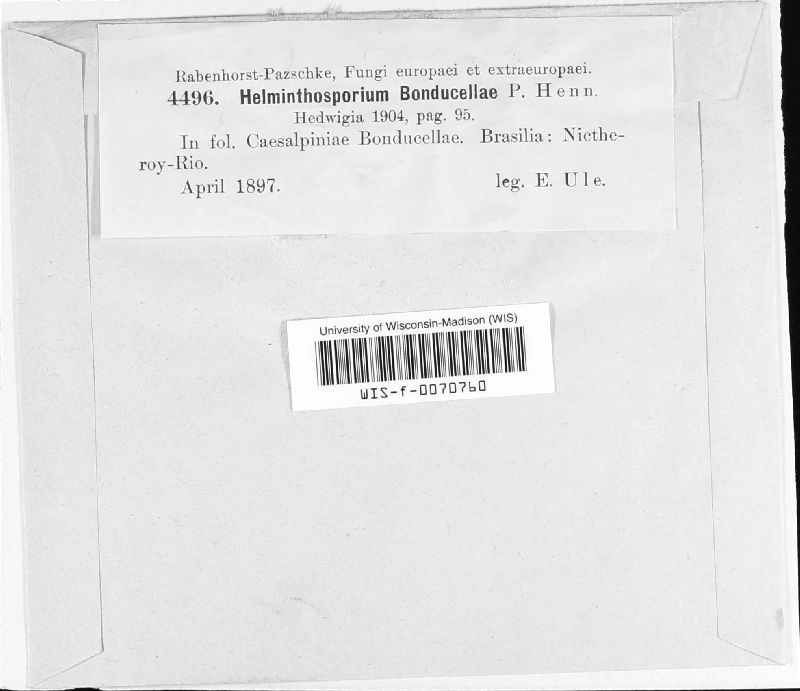 Rabenhorst-Pazschke, Fungi europaei et extraeuropaei.
4496. Helminthosporium Bonducellae P. Henn.
Hedwigia 1904, pag. 95.
In fol. Caesalpiniae Bonducellae. Brasilia: Nicthe-
roy-Rio.
April 1897. leg. E. Ule.
University of Wisconsin-Madison (WIS)
WIS-f-0070760